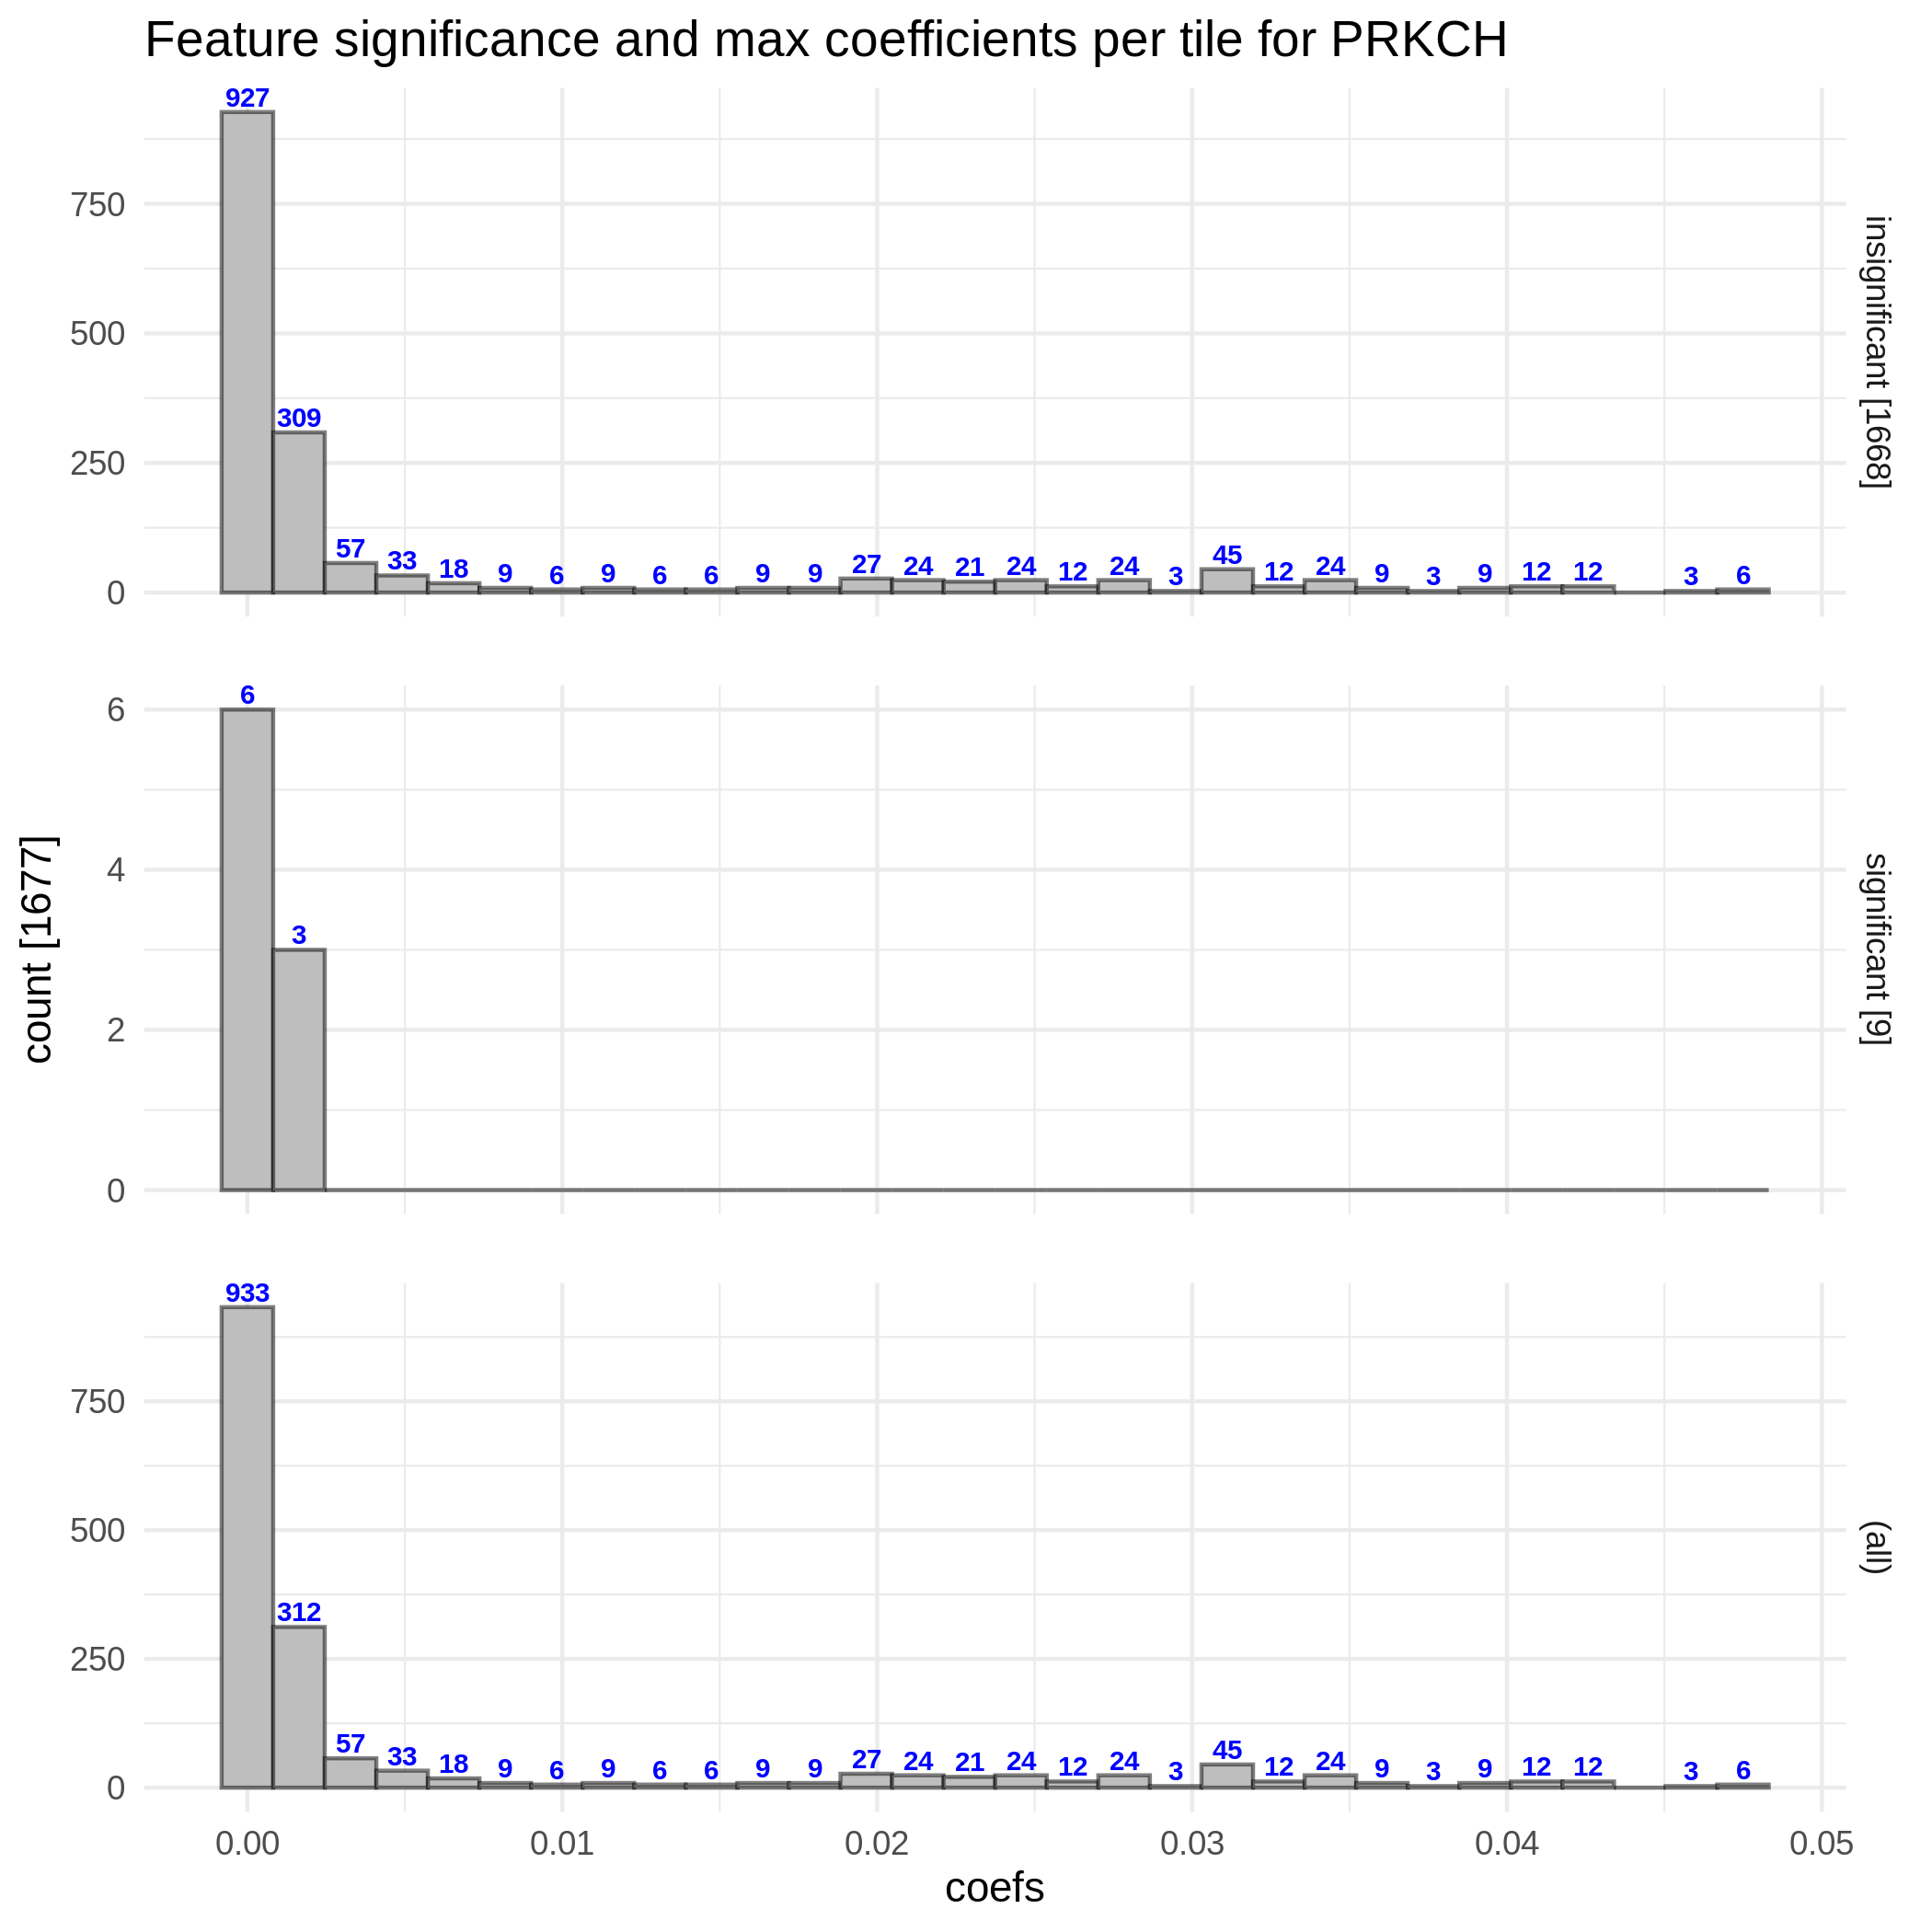 Feature significance and max coefficients per tile for PRKCH
927
309
57 33 18 9 6 9 6 6 9 9 27 24 21 24 12 24 3 45 12 24 9 3 9 12 12 3 6
750
500
250
0
insignificant [1668]
6
3
6
4
2
0
significant [9]
count [1677]
933
312
57 33 18 9 6 9 6 6 9 9 27 24 21 24 12 24 3 45 12 24 9 3 9 12 12 3 6
750
500
250
0
(all)
0.00 0.01 0.02 0.03 0.04 0.05
coefs